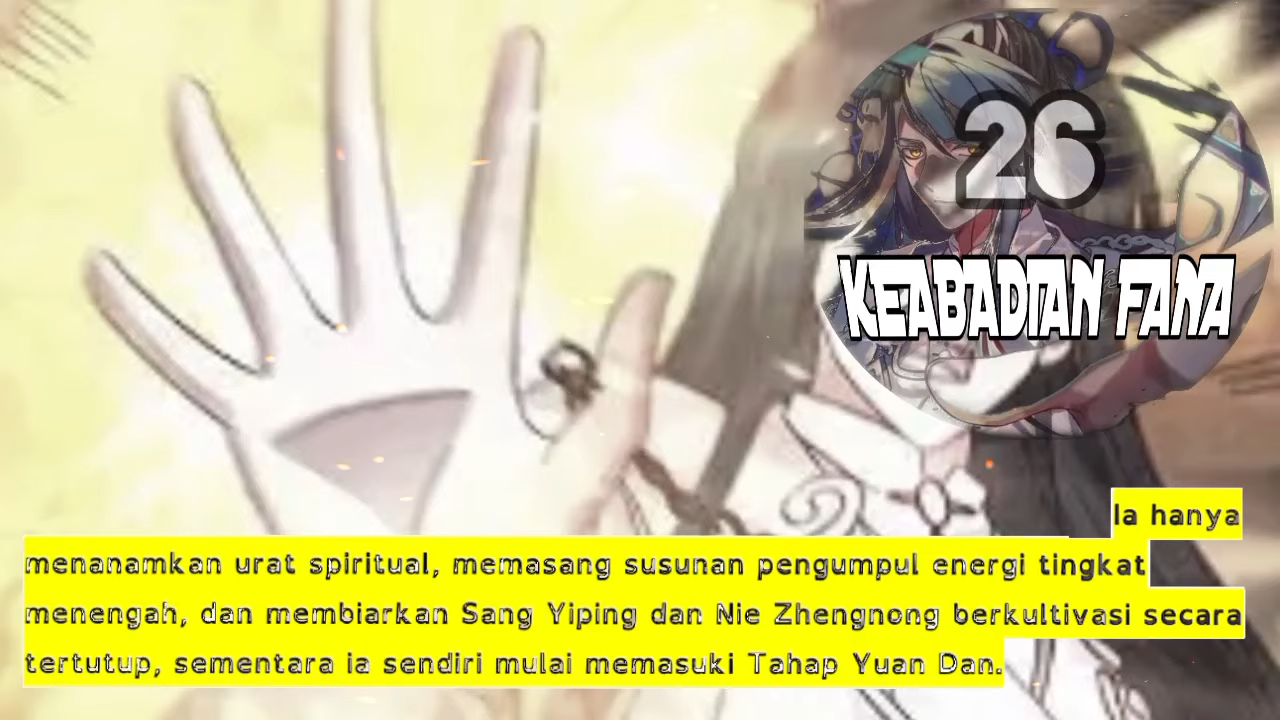 26
KEABADIAN FANA
Ia hanya
menanamkan urat spiritual, memasang susunan pengumpul energi tingkat
menengah, dan membiarkan Sang Yiping dan Nie Zhengnong berkultivasi secara
tertutup, sementara ia sendiri mulai memasuki Tahap Yuan Dan.